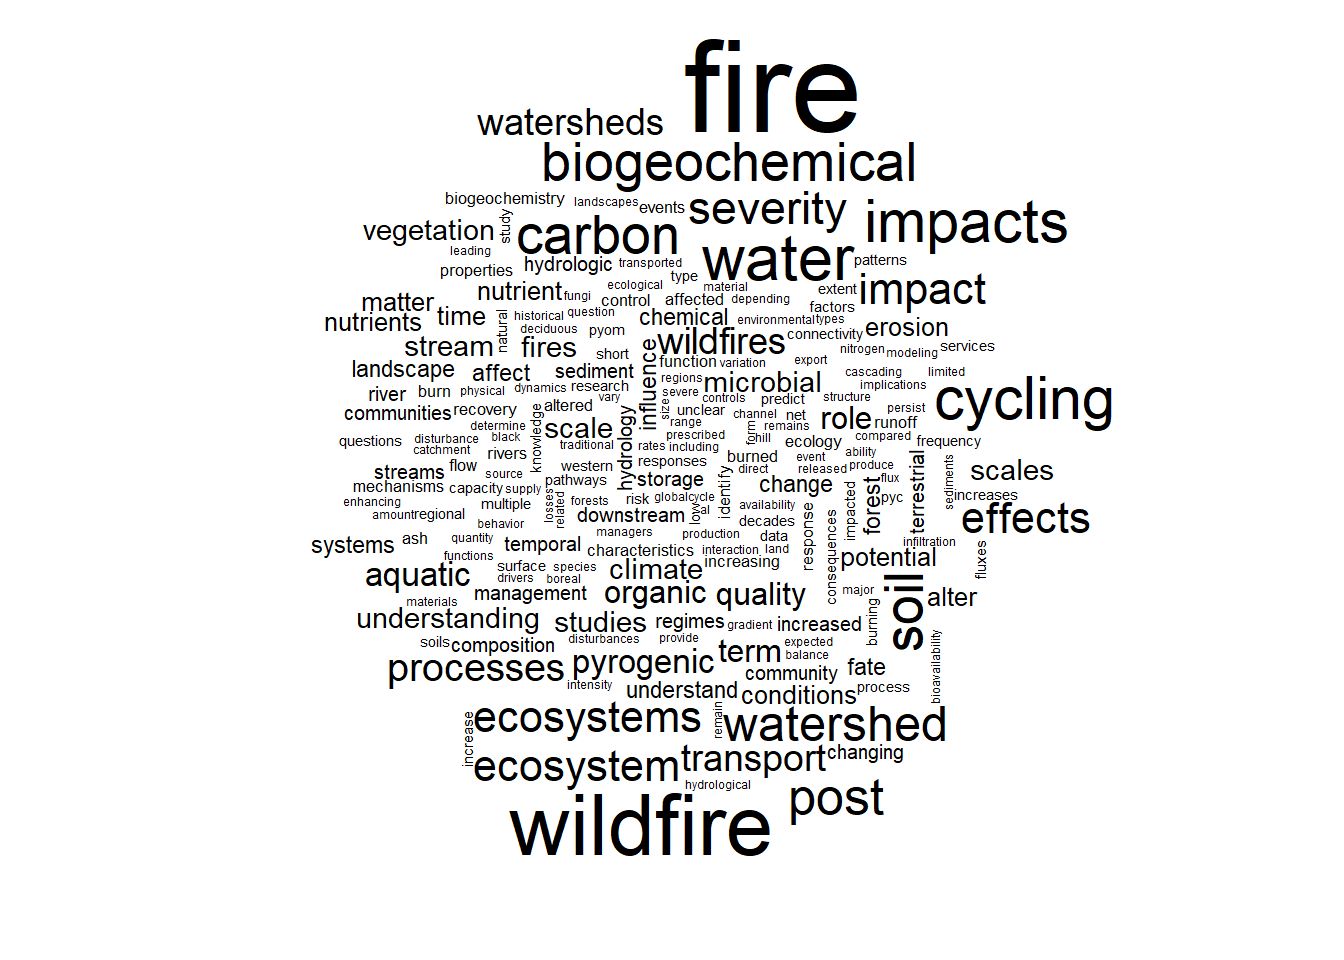 fire
watersheds
biogeochemical
biogeochemistry landscapes events severity impacts
study
vegetation carbon water
leading
patterns
properties hydrologic transported type
ecological material extent impact
matter nutrient fungi control affected depending factors
nutrients time natural historical question chemical environmental types erosion
deciduous pyom wildfires connectivity
stream fires short influence nitrogen modeling services
landscape affect sediment function variation export cascading limited
river burn physical dynamics research regions microbial implications cycling
severe controls predict structure
communities recovery altered vary size unclear channel net role persist
determine range form remains runoff
questions disturbance black knowledge scale hydrology prescribed hill ecology compared frequency
catchment rivers traditional rates including burned event ability
streams flow source western responses direct released produce terrestrial sediments scales
mechanisms capacity supply pathways storage identify change flux
enhancing multiple losses related forests risk global cycle availability impacted forest pyc increases
amount regional downstream low al decades response effects
behavior managers production data
systems ash quantity temporal characteristics interaction land consequences infiltration fluxes
functions increasing potential
aquatic surface species climate
drivers boreal
materials management organic quality major soil alter
understanding studies regimes gradient increased burning
soils composition disturbances provide expected bioavailability
processes pyrogenic term balance
intensity understand community fate
conditions process
increase ecosystems remain watershed
ecosystem transport changing
hydrological
wildfire post